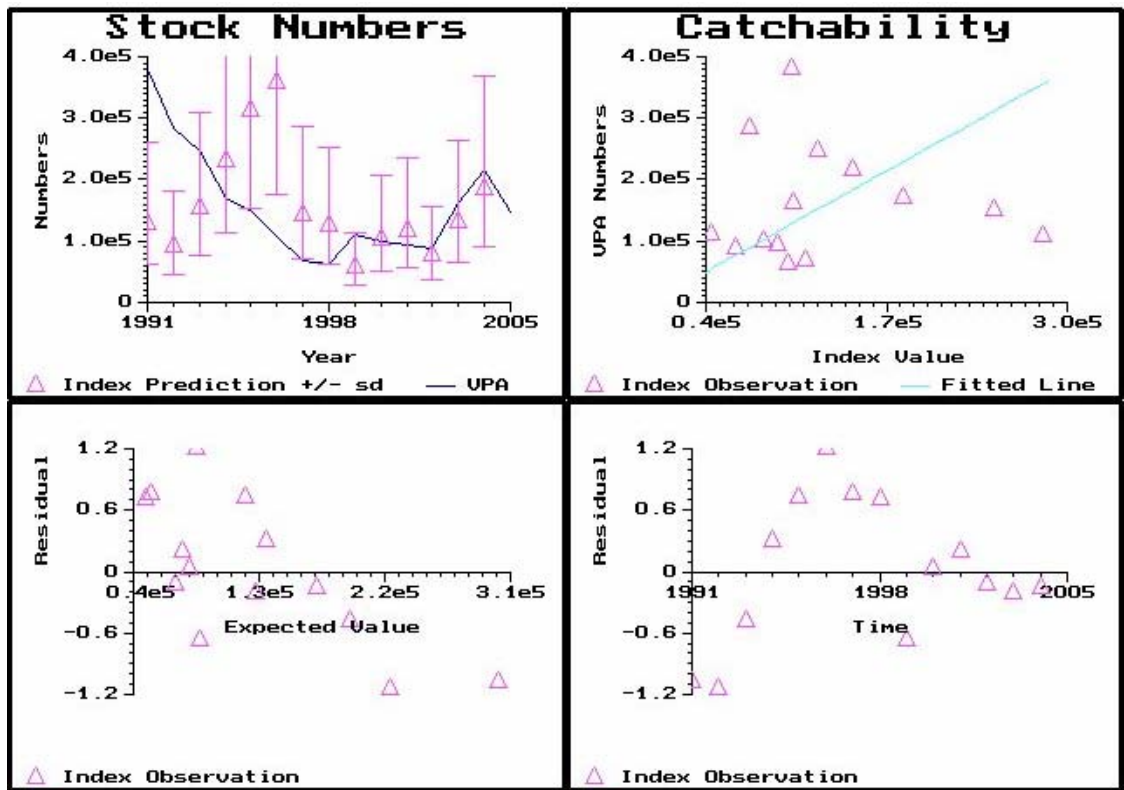 Stock Numbers
4.0e5
3.0e5
2.0e5
1.0e5
0
Numbers
1991 1998 2005
Year
Index Prediction +/- sd VPA
Catchability
4.0e5
3.0e5
2.0e5
1.0e5
0
VPA Numbers
0.4e5 1.7e5 3.0e5
Index Value
Index Observation Fitted Line
1.2
0.6
0
-0.6
-1.2
Residual
0.4e5 1.3e5 2.2e5 3.1e5
Expected Value
Index Observation
1.2
0.6
0
-0.6
-1.2
Residual
1991 1998 2005
Time
Index Observation